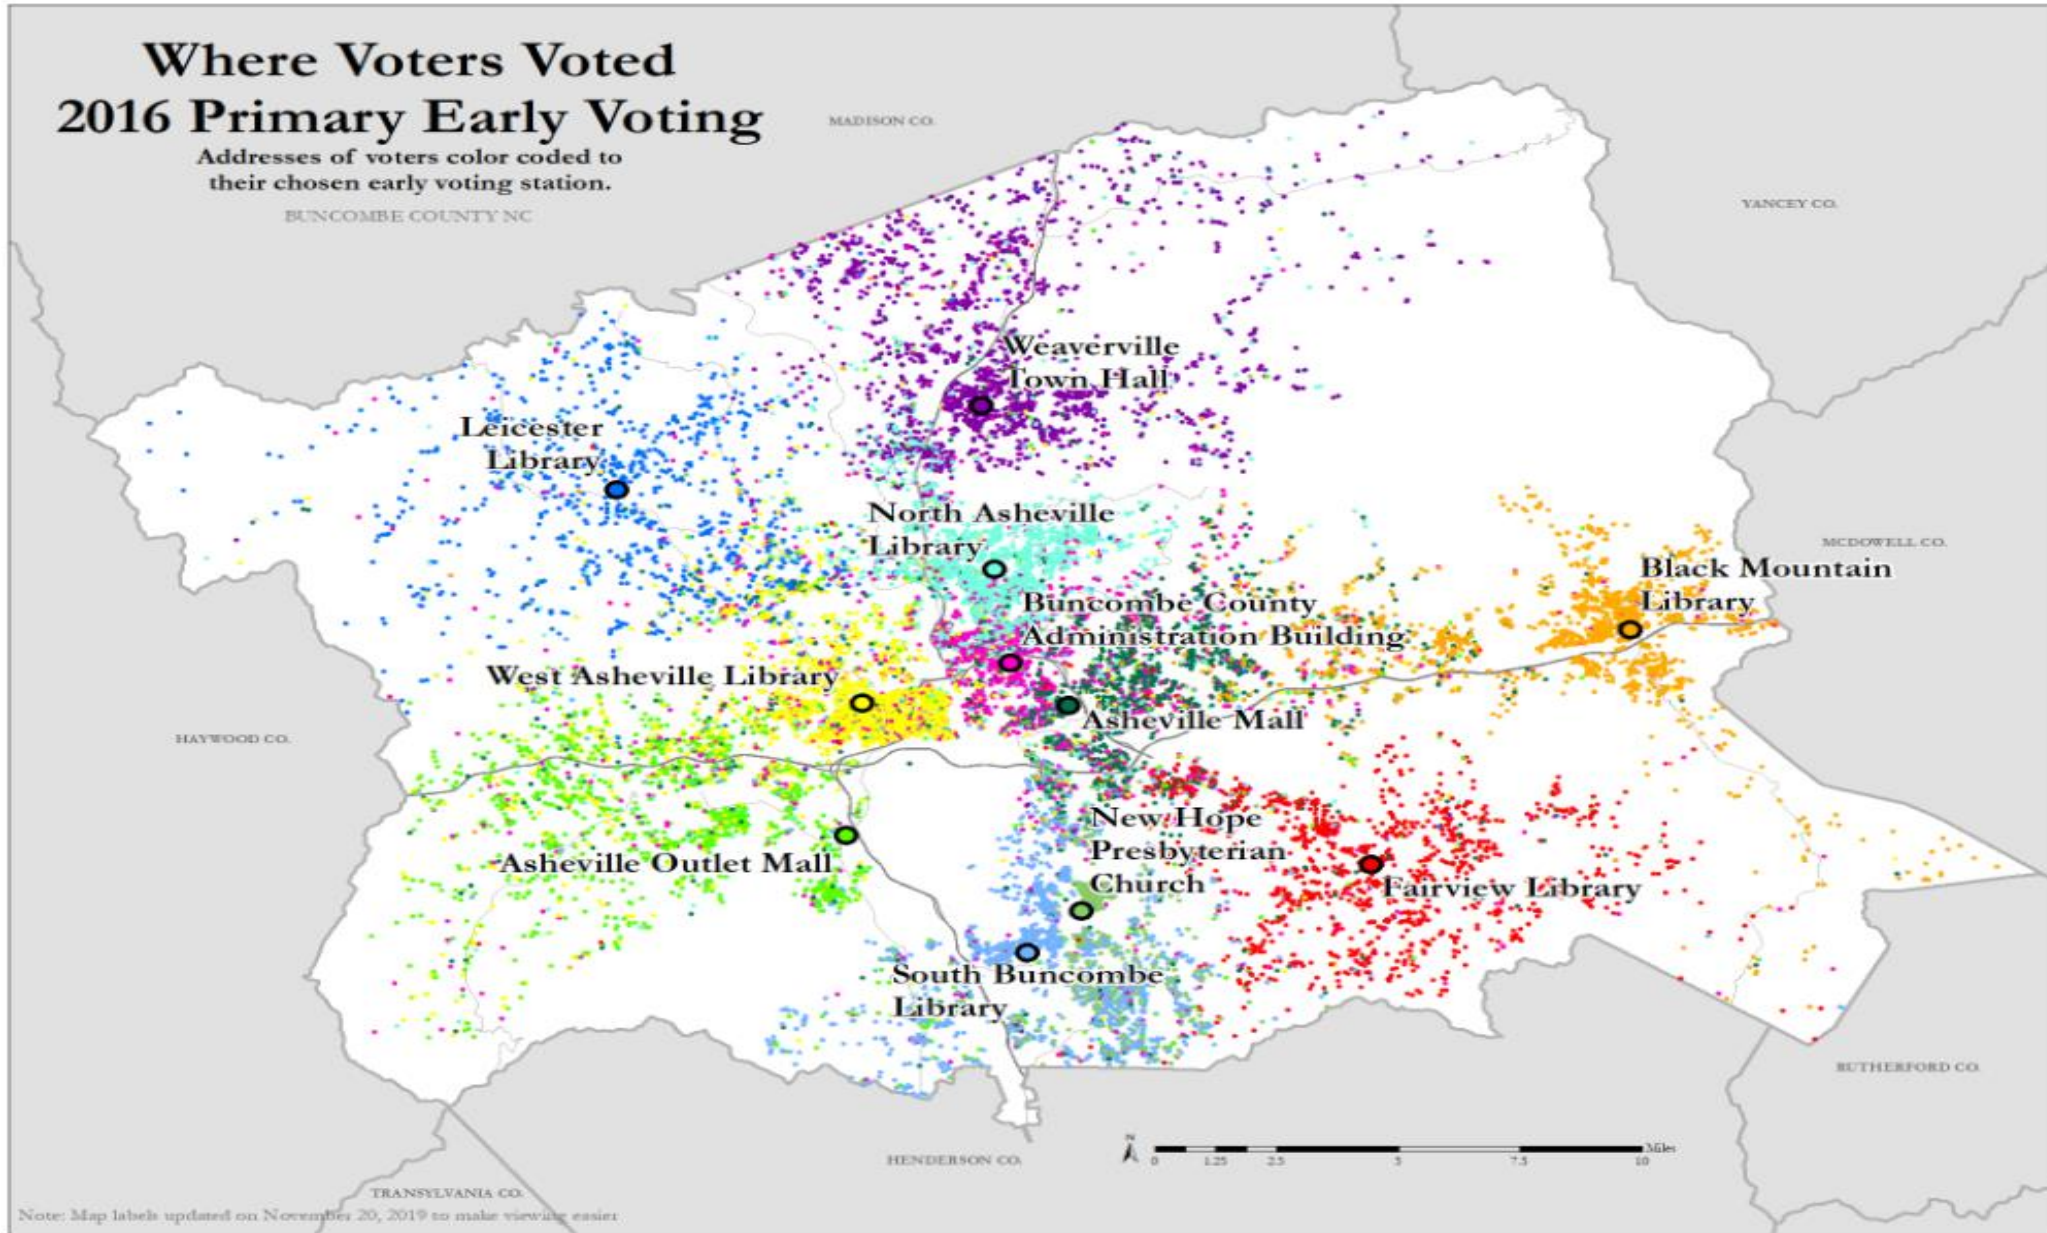 Where Voters Voted
2016 Primary Early Voting
Addresses of voters color coded to
their chosen early voting station.
BUNCOMBE COUNTY NC
MADISON CO.
YANCEY CO.
Weaverville
Town Hall
Leicester
Library
North Asheville
Library
MCDOWELL CO.
Black Mountain
Library
Buncombe County
Administration Building
West Asheville Library
Asheville Mall
HAYWOOD CO.
New Hope
Presbyterian
Church
Asheville Outlet Mall
Fairview Library
South Buncombe
Library
RUTHERFORD CO.
HENDERSON CO.
N
Miles
0 1.25 2.5 5 7.5 10
TRANSYLVANIA CO.
Note: Map labels updated on November 20, 2019 to make viewing easier